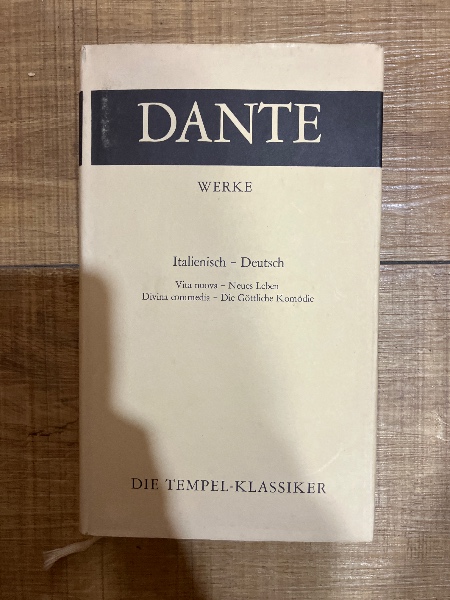 DANTE
WERKE
Italienisch – Deutsch
Vita nuova – Neues Leben
Divina commedia – Die Göttliche Komödie
DIE TEMPEL-KLASSIKER